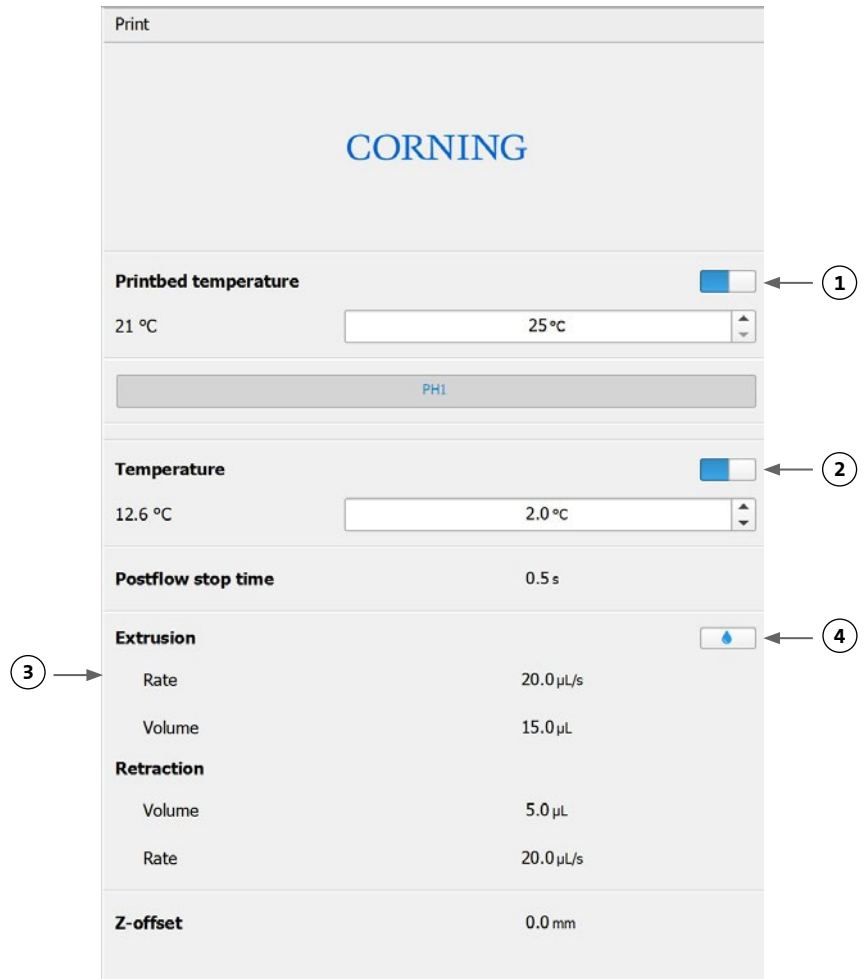 Print
CORNING
Printbed temperature
1
21 °C 25 °C
PH1
Temperature
2
12.6 °C 2.0 °C
Postflow stop time 0.5 s
Extrusion
4
3
Rate 20.0 µL/s
Volume 15.0 µL
Retraction
Volume 5.0 µL
Rate 20.0 µL/s
Z-offset 0.0 mm